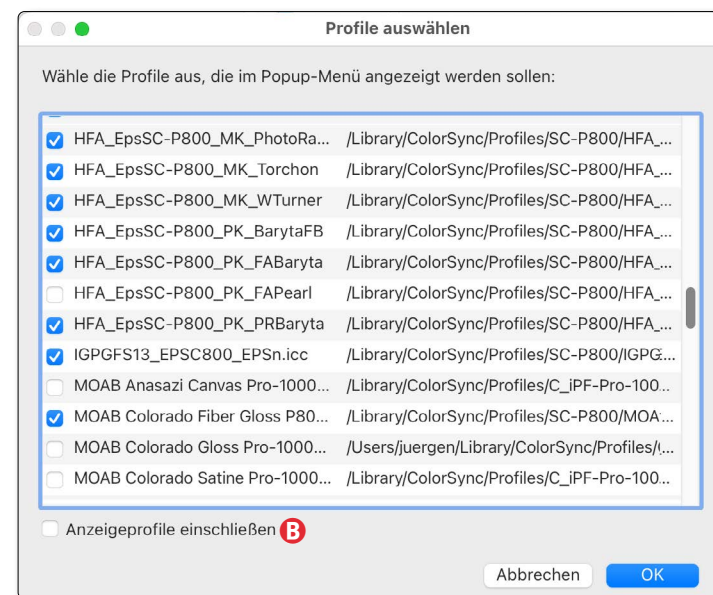 Profile auswählen
Wähle die Profile aus, die im Popup-Menü angezeigt werden sollen:
HFA_EpsSC-P800_MK_PhotoRa... /Library/ColorSync/Profiles/SC-P800/HFA_...
HFA_EpsSC-P800_MK_Torchon /Library/ColorSync/Profiles/SC-P800/HFA_...
HFA_EpsSC-P800_MK_WTurner /Library/ColorSync/Profiles/SC-P800/HFA_...
HFA_EpsSC-P800_PK_BarytaFB /Library/ColorSync/Profiles/SC-P800/HFA_...
HFA_EpsSC-P800_PK_FABaryta /Library/ColorSync/Profiles/SC-P800/HFA_...
HFA_EpsSC-P800_PK_FAPearl /Library/ColorSync/Profiles/SC-P800/HFA_...
HFA_EpsSC-P800_PK_PRBaryta /Library/ColorSync/Profiles/SC-P800/HFA_...
IGPGFS13_EPSC800_EPSn.icc /Library/ColorSync/Profiles/SC-P800/IGPG...
MOAB Anasazi Canvas Pro-1000... /Library/ColorSync/Profiles/C_iPF-Pro-100...
MOAB Colorado Fiber Gloss P80... /Library/ColorSync/Profiles/SC-P800/MOA...
MOAB Colorado Gloss Pro-1000... /Users/juergen/Library/ColorSync/Profiles/...
MOAB Colorado Satine Pro-1000... /Library/ColorSync/Profiles/C_iPF-Pro-100...
Anzeigeprofile einschließen B
Abbrechen OK